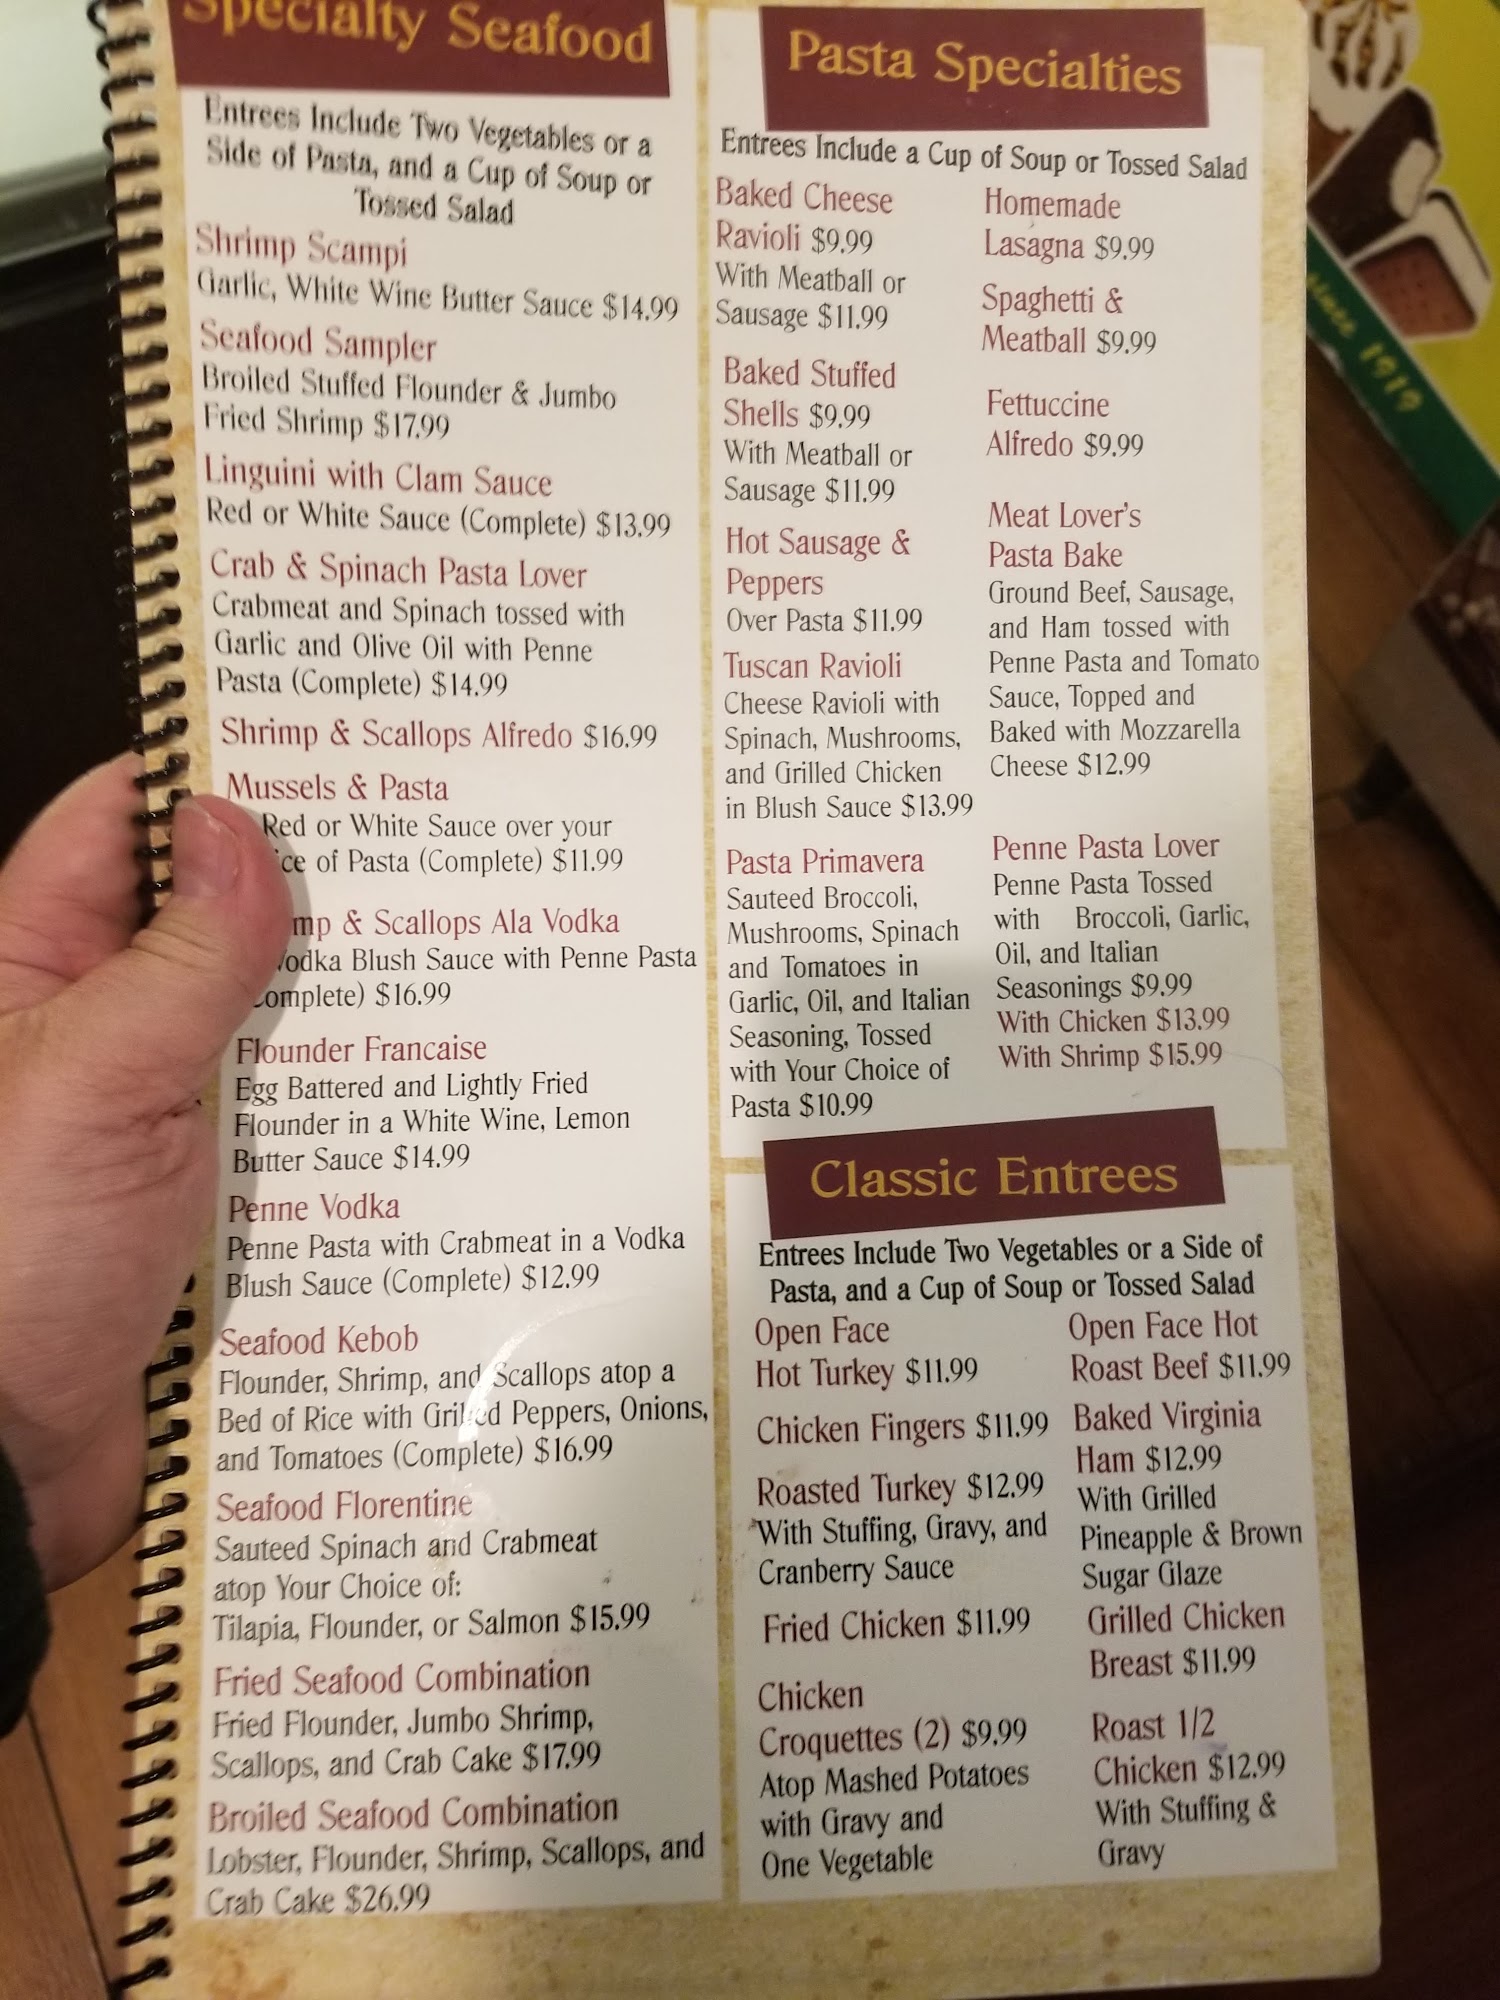 Specialty Seafood
Entrees Include Two Vegetables or a
Side of Pasta, and a Cup of Soup or
Tossed Salad
Shrimp Scampi
Garlic, White Wine Butter Sauce $14.99
Seafood Sampler
Broiled Stuffed Flounder & Jumbo
Fried Shrimp $17.99
Linguini with Clam Sauce
Red or White Sauce (Complete) $13.99
Crab & Spinach Pasta Lover
Crabmeat and Spinach tossed with
Garlic and Olive Oil with Penne
Pasta (Complete) $14.99
Shrimp & Scallops Alfredo $16.99
Mussels & Pasta
Red or White Sauce over your
of Pasta (Complete) $11.99
& Scallops Ala Vodka
Vodka Blush Sauce with Penne Pasta
$16.99
Flounder Francaise
Egg Battered and Lightly Fried
Flounder in a White Wine, Lemon
Butter Sauce $14.99
Penne Vodka
Penne Pasta with Crabmeat in a Vodka
Blush Sauce (Complete) $12.99
Seafood Kebob
Flounder, Shrimp, and Scallops atop a
Bed of Rice with Grilled Peppers, Onions,
and Tomatoes (Complete) $16.99
Seafood Florentine
Sauteed Spinach and Crabmeat
atop Your Choice of:
Tilapia, Flounder, or Salmon $15.99
Fried Seafood Combination
Fried Flounder, Jumbo Shrimp,
Scallops, and Crab Cake $17.99
Broiled Seafood Combination
Lobster, Flounder, Shrimp, Scallops, and
Crab Cake $26.99
Pasta Specialties
Entrees Include a Cup of Soup or Tossed Salad
Baked Cheese
Ravioli $9.99
With Meatball or
Sausage $11.99
Baked Stuffed
Shells $9.99
With Meatball or
Sausage $11.99
Hot Sausage &
Peppers
Over Pasta $11.99
Tuscan Ravioli
Cheese Ravioli with
Spinach, Mushrooms,
and Grilled Chicken
in Blush Sauce $13.99
Pasta Primavera
Sauteed Broccoli,
Mushrooms, Spinach
and Tomatoes in
Garlic, Oil, and Italian
Seasoning, Tossed
with Your Choice of
Pasta $10.99
Homemade
Lasagna $9.99
Spaghetti &
Meatball $9.99
Fettuccine
Alfredo $9.99
Meat Lover's
Pasta Bake
Ground Beef, Sausage,
and Ham tossed with
Penne Pasta and Tomato
Sauce, Topped and
Baked with Mozzarella
Cheese $12.99
Penne Pasta Lover
Penne Pasta Tossed
with Broccoli, Garlic,
Oil, and Italian
Seasonings $9.99
With Chicken $13.99
With Shrimp $15.99
Classic Entrees
Entrees Include Two Vegetables or a Side of
Pasta, and a Cup of Soup or Tossed Salad
Open Face
Hot Turkey $11.99
Chicken Fingers $11.99
Roasted Turkey $12.99
With Stuffing, Gravy, and
Cranberry Sauce
Fried Chicken $11.99
Chicken
Croquettes (2) $9.99
Atop Mashed Potatoes
with Gravy and
One Vegetable
Open Face Hot
Roast Beef $11.99
Baked Virginia
Ham $12.99
With Grilled
Pineapple & Brown
Sugar Glaze
Grilled Chicken
Breast $11.99
Roast 1/2
Chicken $12.99
With Stuffing &
Gravy
since 1919